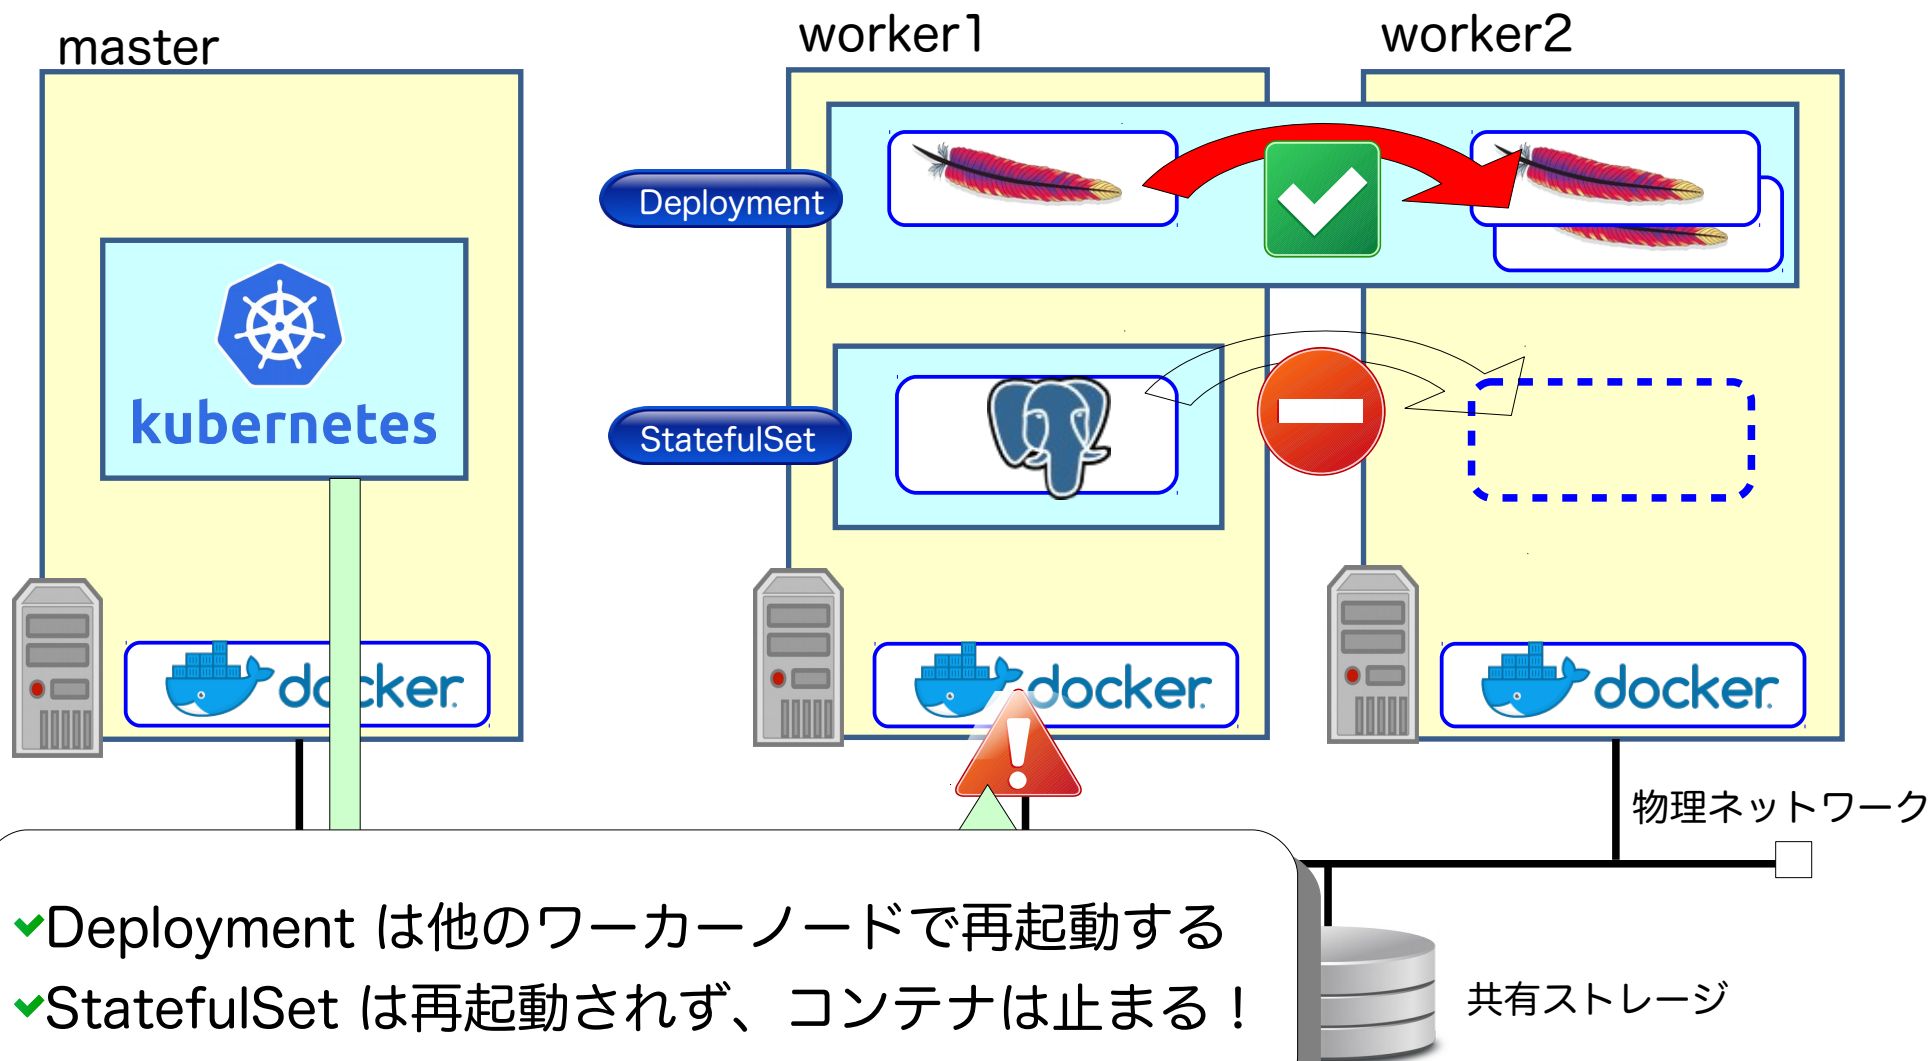 master
worker1
worker2
Deployment
kubernetes
StatefulSet
docker
docker
docker
物理ネットワーク
Deployment は他のワーカーノードで再起動する
StatefulSet は再起動されず、コンテナは止まる！
共有ストレージ